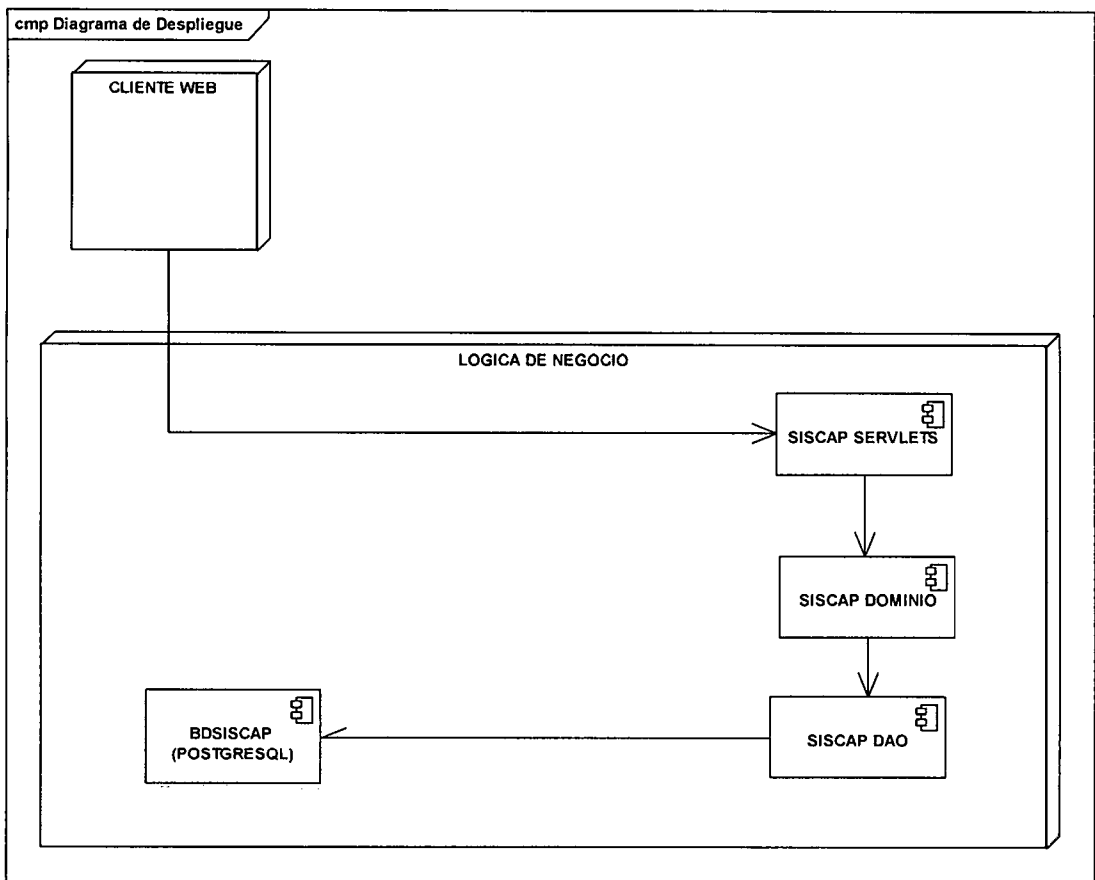 cmp Diagrama de Despliegue
CLIENTE WEB
LOGICA DE NEGOCIO
SISCAP SERVLETS
SISCAP DOMINIO
SISCAP DAO
BDSISCAP
(POSTGRESQL)